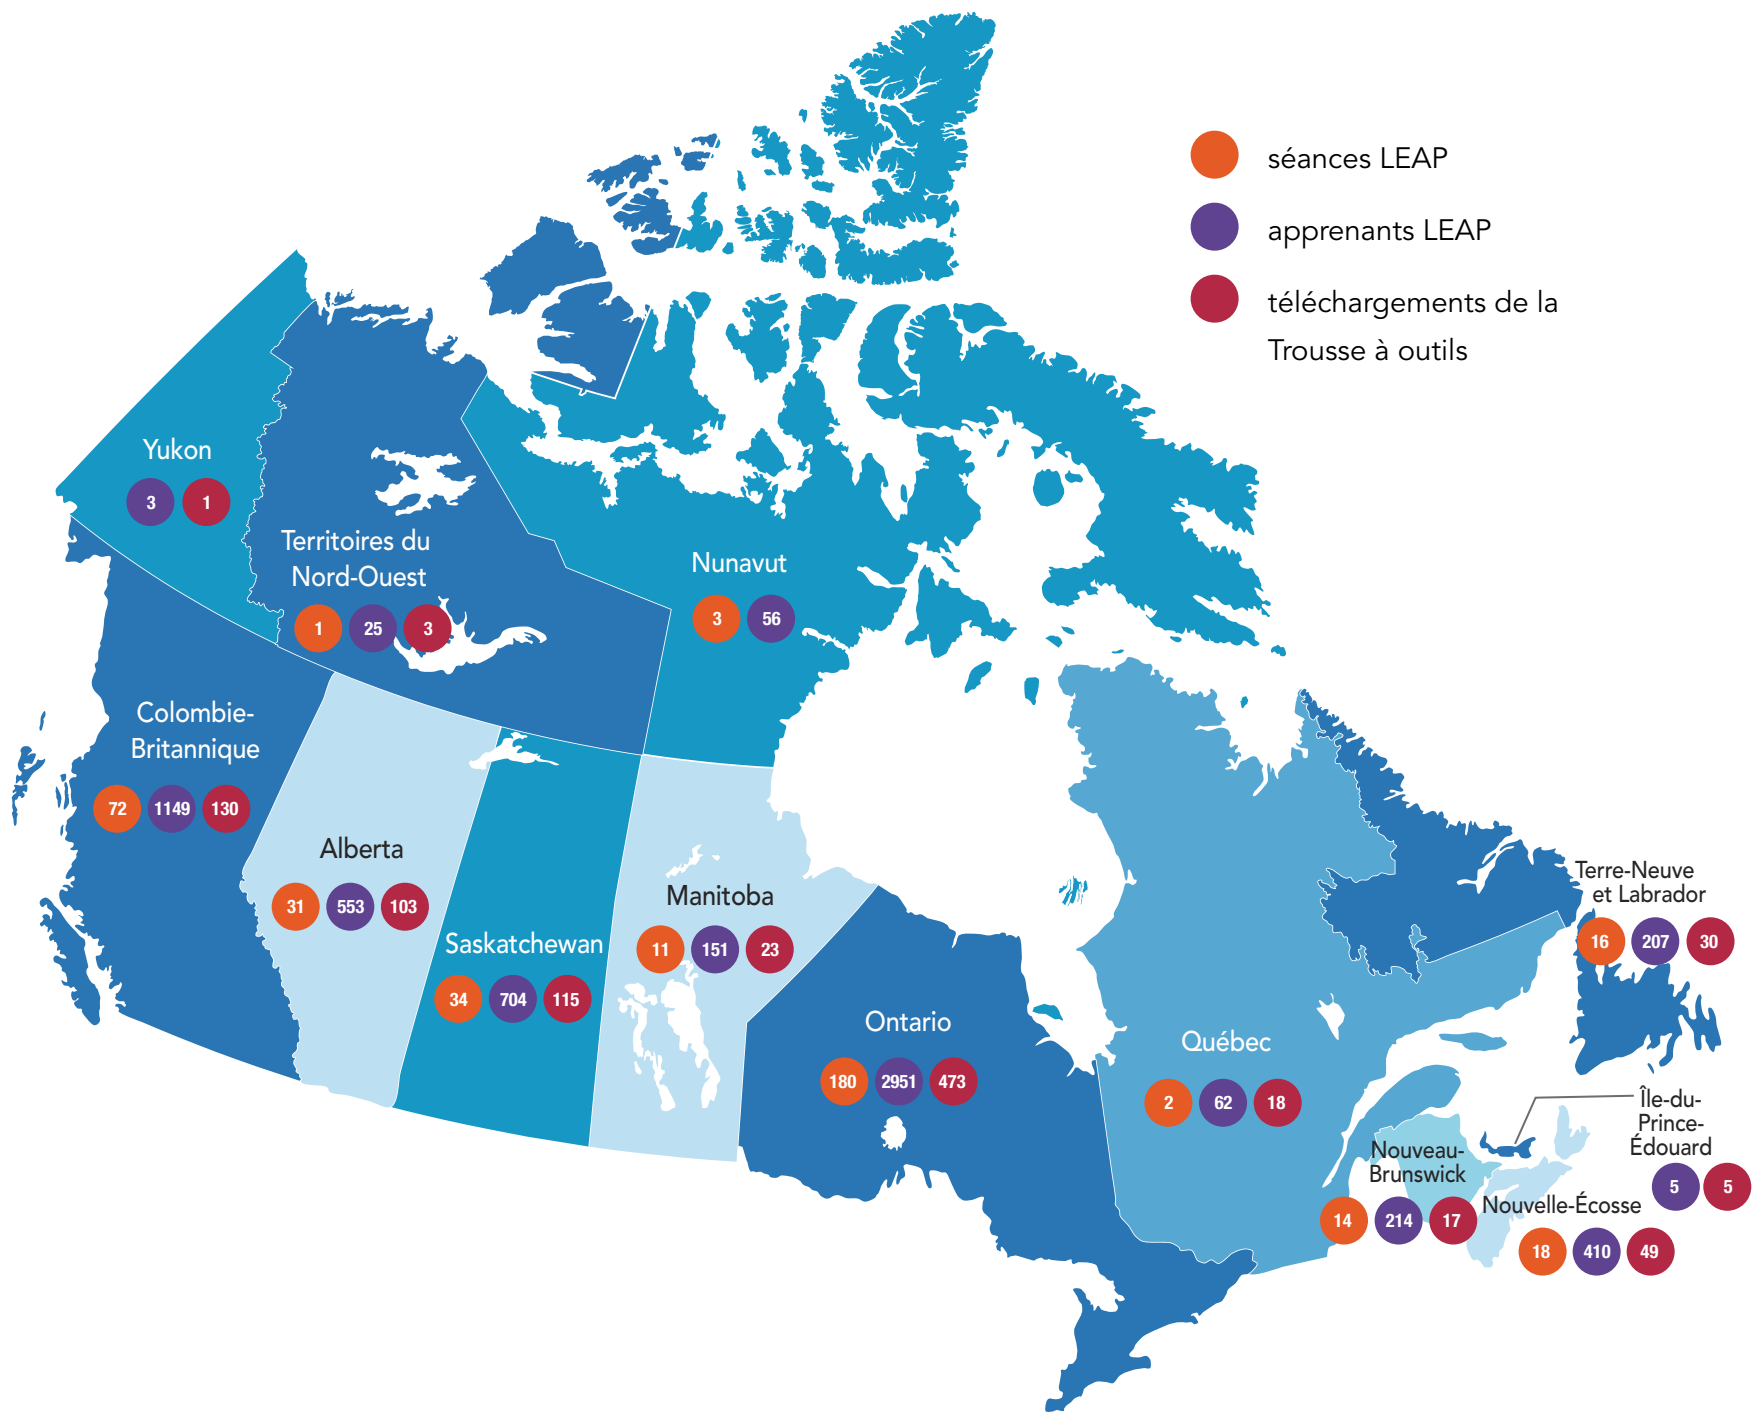 séances LEAP
apprenants LEAP
téléchargements de la
Trousse à outils
Yukon
3 1
Territoires du
Nord-Ouest
1 25 3
Nunavut
3 56
Colombie-
Britannique
72 1149 130
Alberta
31 553 103
Saskatchewan
34 704 115
Manitoba
11 151 23
Ontario
180 2951 473
Québec
2 62 18
Terre-Neuve
et Labrador
16 207 30
Île-du-
Prince-
Édouard
5 5
Nouveau-
Brunswick
14 214 17
Nouvelle-Écosse
18 410 49